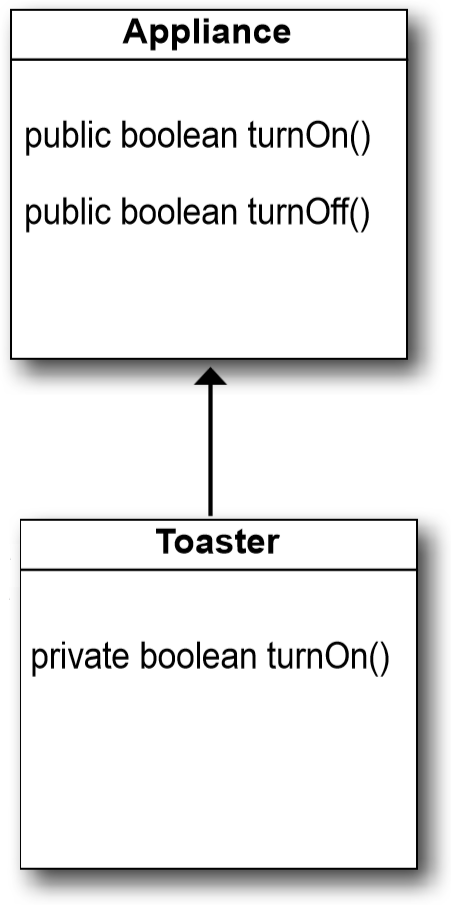 Appliance
public boolean turnOn()
public boolean turnOff()
Toaster
private boolean turnOn()